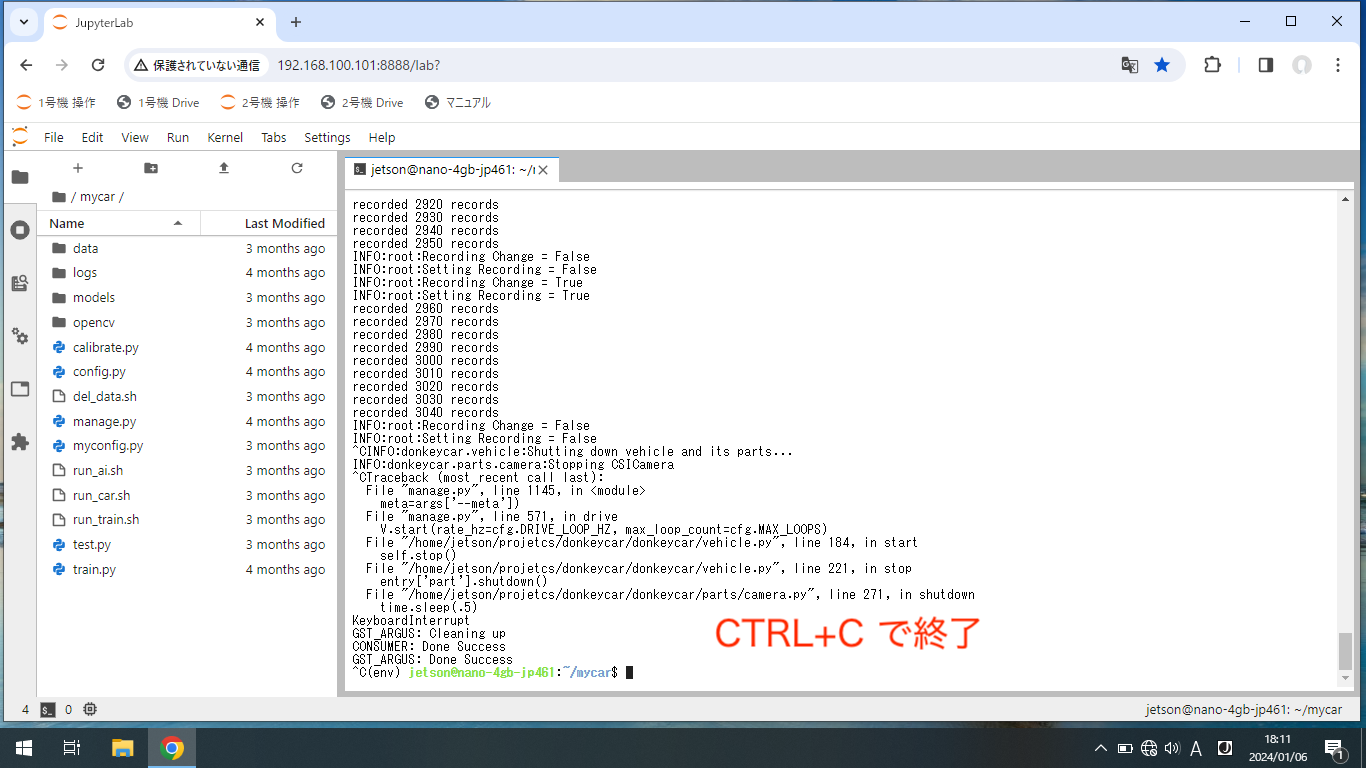 JupyterLab
保護されていない通信
192.168.100.101:8888/lab?
1号機 操作
1号機 Drive
2号機 操作
2号機 Drive
マニュアル
File Edit View Run Kernel Tabs Settings Help
jetson@nano-4gb-jp461: ~/
/ mycar /
Name Last Modified
data 3 months ago
logs 4 months ago
models 3 months ago
opencv 3 months ago
calibrate.py 4 months ago
config.py 4 months ago
del_data.sh 3 months ago
manage.py 4 months ago
myconfig.py 3 months ago
run_ai.sh 3 months ago
run_car.sh 3 months ago
run_train.sh 3 months ago
test.py 3 months ago
train.py 4 months ago
recorded 2920 records
recorded 2930 records
recorded 2940 records
recorded 2950 records
INFO:root:Recording Change = False
INFO:root:Setting Recording = False
INFO:root:Recording Change = True
INFO:root:Setting Recording = True
recorded 2960 records
recorded 2970 records
recorded 2980 records
recorded 2990 records
recorded 3000 records
recorded 3010 records
recorded 3020 records
recorded 3030 records
recorded 3040 records
INFO:root:Recording Change = False
INFO:root:Setting Recording = False
^CINFO:donkeycar.vehicle:Shutting down vehicle and its parts...
INFO:donkeycar.parts.camera:Stopping CSICamera
^CTraceback (most recent call last):
File "manage.py", line 1145, in <module>
meta=args['--meta'])
File "manage.py", line 571, in drive
V.start(rate_hz=cfg.DRIVE_LOOP_HZ, max_loop_count=cfg.MAX_LOOPS)
File "/home/jetson/projetcs/donkeycar/donkeycar/vehicle.py", line 184, in start
self.stop()
File "/home/jetson/projetcs/donkeycar/donkeycar/vehicle.py", line 221, in stop
entry['part'].shutdown()
File "/home/jetson/projetcs/donkeycar/donkeycar/parts/camera.py", line 271, in shutdown
time.sleep(.5)
KeyboardInterrupt
GST_ARGUS: Cleaning up
CONSUMER: Done Success
GST_ARGUS: Done Success
^C(env) jetson@nano-4gb-jp461:~/mycar$
CTRL+C で終了
4 0
jetson@nano-4gb-jp461: ~/mycar
A
J
18:11
2024/01/06
1